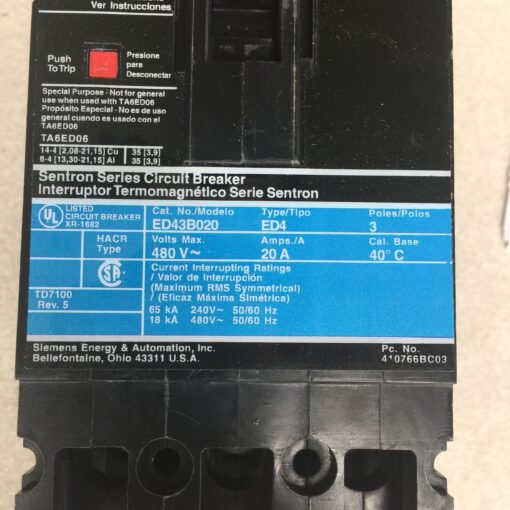 Ver Instrucciones
Push
To Trip
Presione
para
Desconectar
Special Purpose - Not for general
use when used with TA6ED06
Propósito Especial - No es de uso
general cuando es usado con el
TA6ED06
TA6ED06
14-4 [2,08-21,15] Cu 35 [3,9]
6-4 [13,30-21,15] Al 35 [3,9]
Sentron Series Circuit Breaker
Interruptor Termomagnético Serie Sentron
UL LISTED
CIRCUIT BREAKER
XR-1682
Cat. No./Modelo Type/Tipo Poles/Polos
ED43B020 ED4 3
HACR
Type
Volts Max. Amps./A Cal. Base
480 V~ 20 A 40° C
Current Interrupting Ratings
/ Valor de Interrupción
(Maximum RMS Symmetrical)
/ (Eficaz Máxima Simétrica)
65 kA 240V~ 50/60 Hz
18 kA 480V~ 50/60 Hz
TD7100
Rev. 5
Siemens Energy & Automation, Inc.
Bellefontaine, Ohio 43311 U.S.A.
Pc. No.
410766BC03